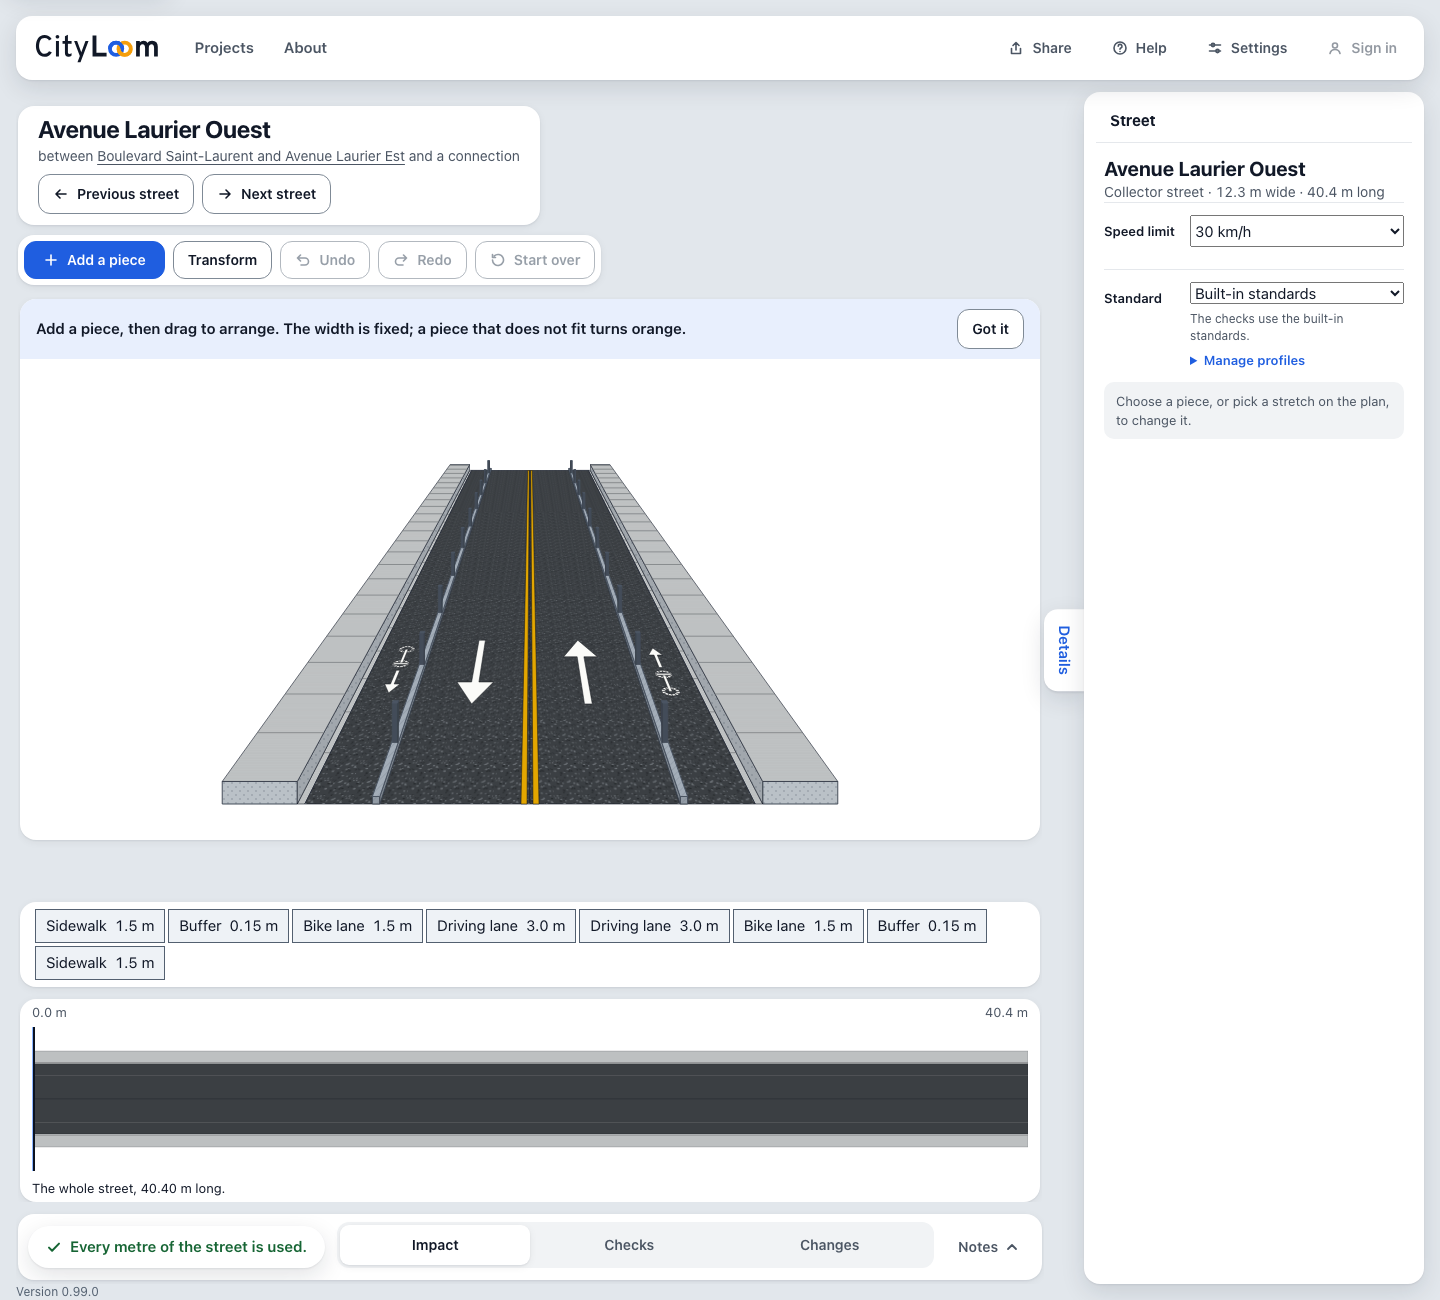 CityLoom
Projects
About
Share
Help
Settings
Sign in
Avenue Laurier Ouest
between Boulevard Saint-Laurent and Avenue Laurier Est and a connection
Previous street
Next street
Add a piece
Transform
Undo
Redo
Start over
Add a piece, then drag to arrange. The width is fixed; a piece that does not fit turns orange.
Got it
Details
Sidewalk 1.5 m
Buffer 0.15 m
Bike lane 1.5 m
Driving lane 3.0 m
Driving lane 3.0 m
Bike lane 1.5 m
Buffer 0.15 m
Sidewalk 1.5 m
0.0 m
40.4 m
The whole street, 40.40 m long.
Every metre of the street is used.
Impact
Checks
Changes
Notes
Version 0.99.0
Street
Avenue Laurier Ouest
Collector street · 12.3 m wide · 40.4 m long
Speed limit
30 km/h
Standard
Built-in standards
The checks use the built-in
standards.
Manage profiles
Choose a piece, or pick a stretch on the plan,
to change it.